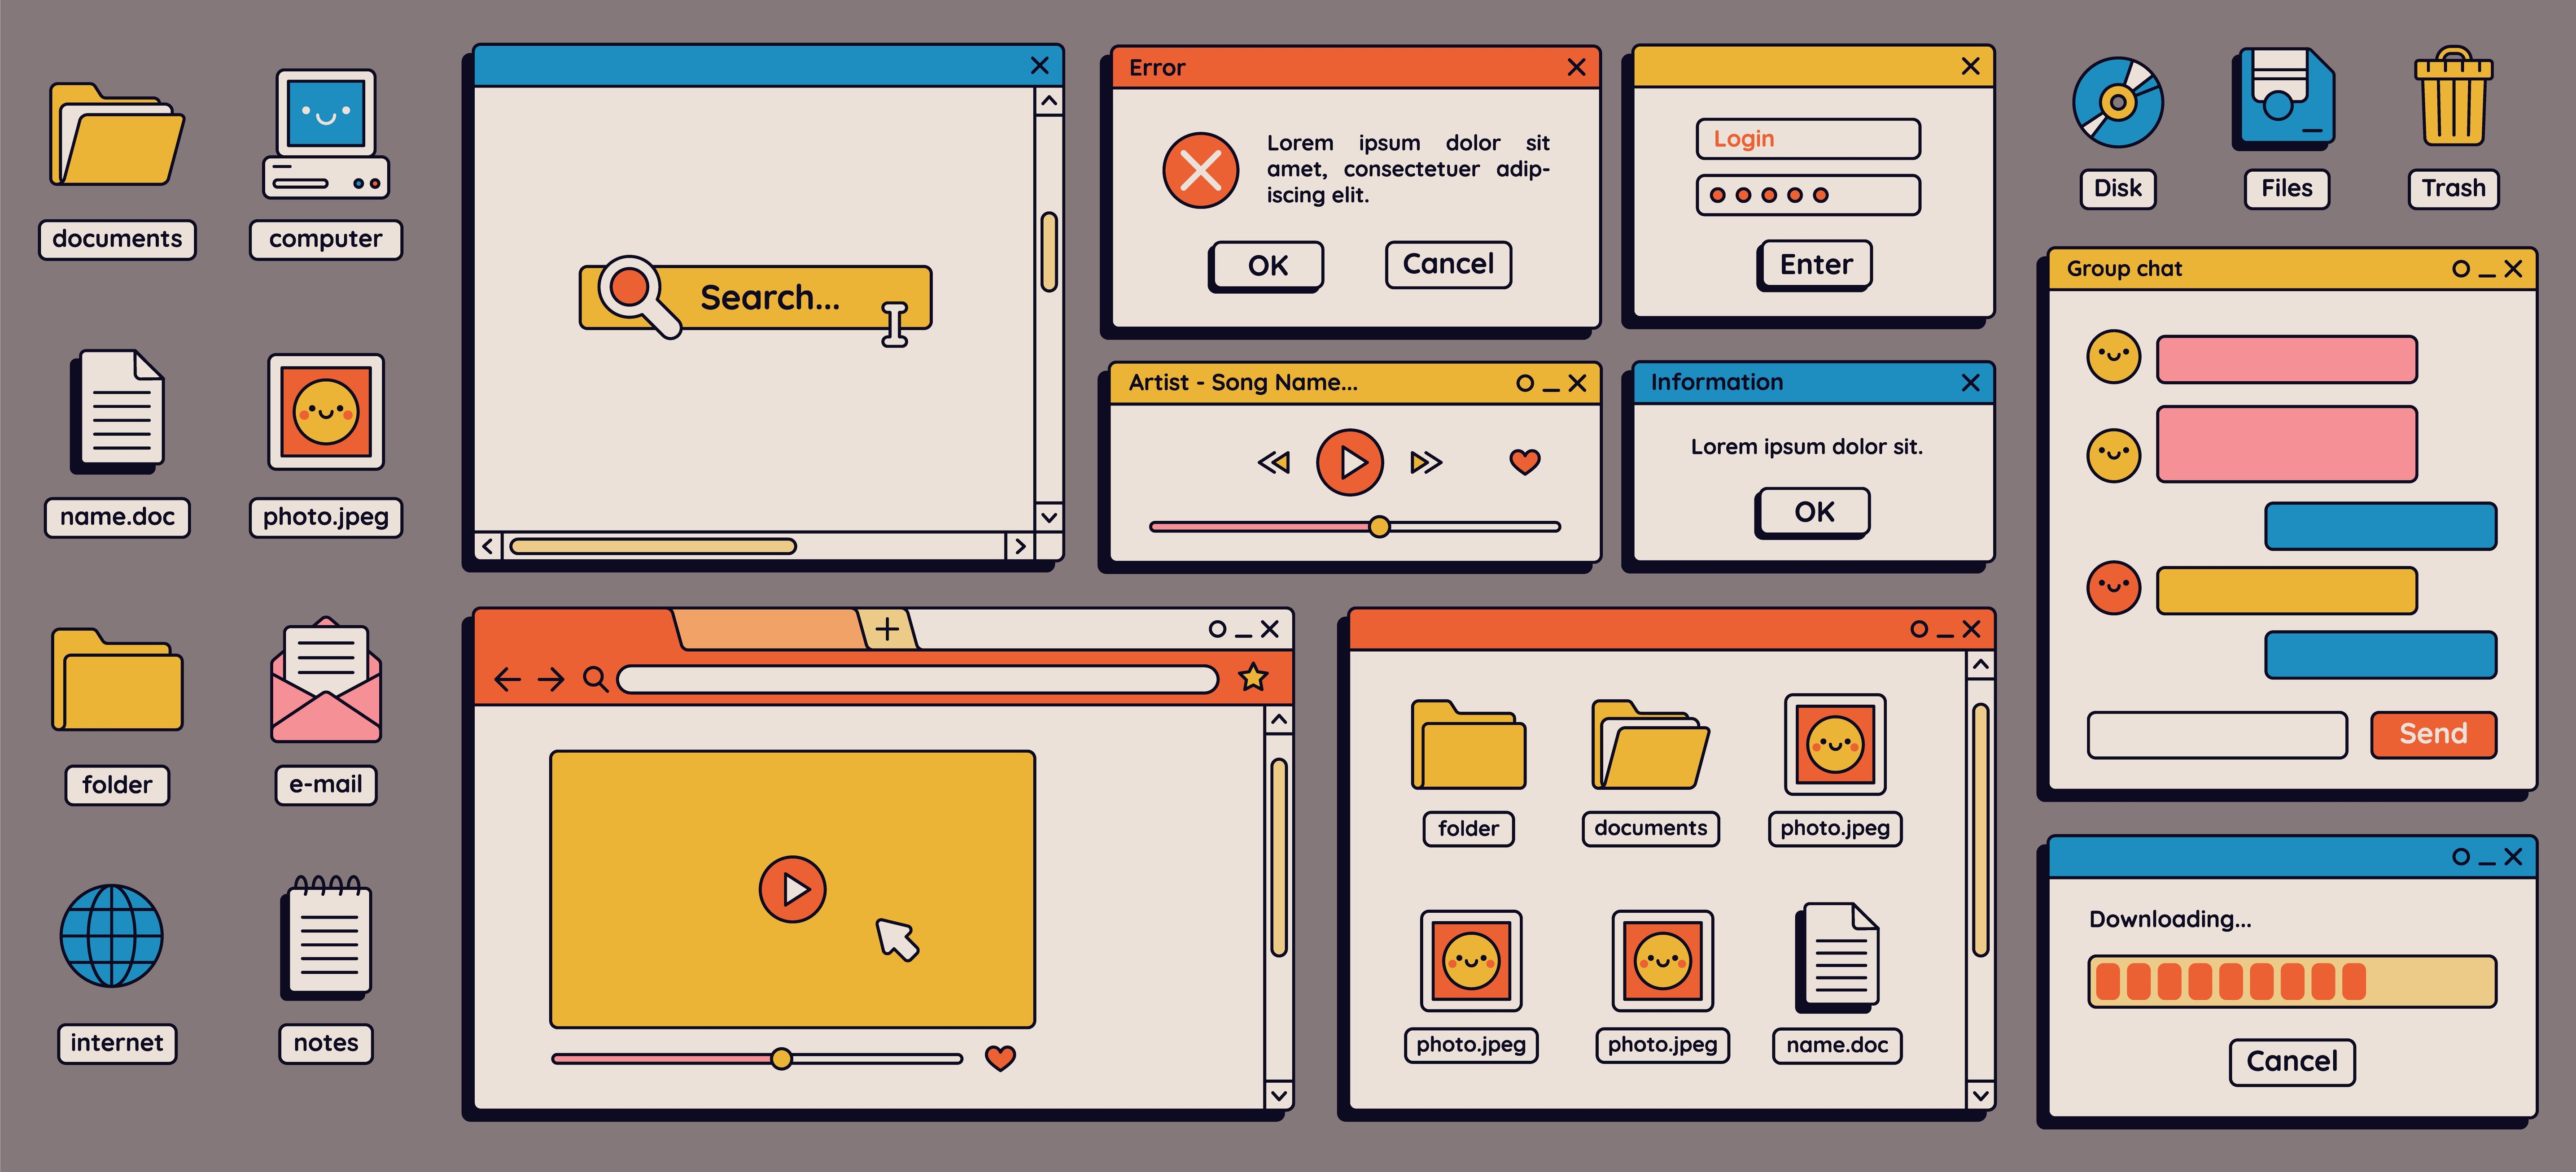 documents
computer
name.doc
photo.jpeg
folder
e-mail
internet
notes
Search...
Error
Lorem ipsum dolor sit
amet, consectetuer adip-
iscing elit.
OK
Cancel
Login
Enter
Artist - Song Name...
Information
Lorem ipsum dolor sit.
OK
folder
documents
photo.jpeg
photo.jpeg
photo.jpeg
name.doc
Disk
Files
Trash
Group chat
Send
Downloading...
Cancel